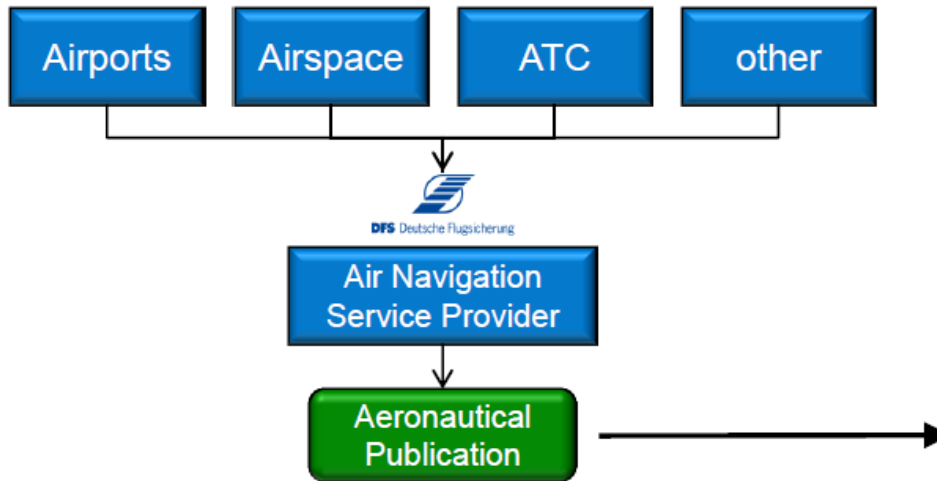 Airports
Airspace
ATC
other
DFS Deutsche Flugsicherung
Air Navigation
Service Provider
Aeronautical
Publication